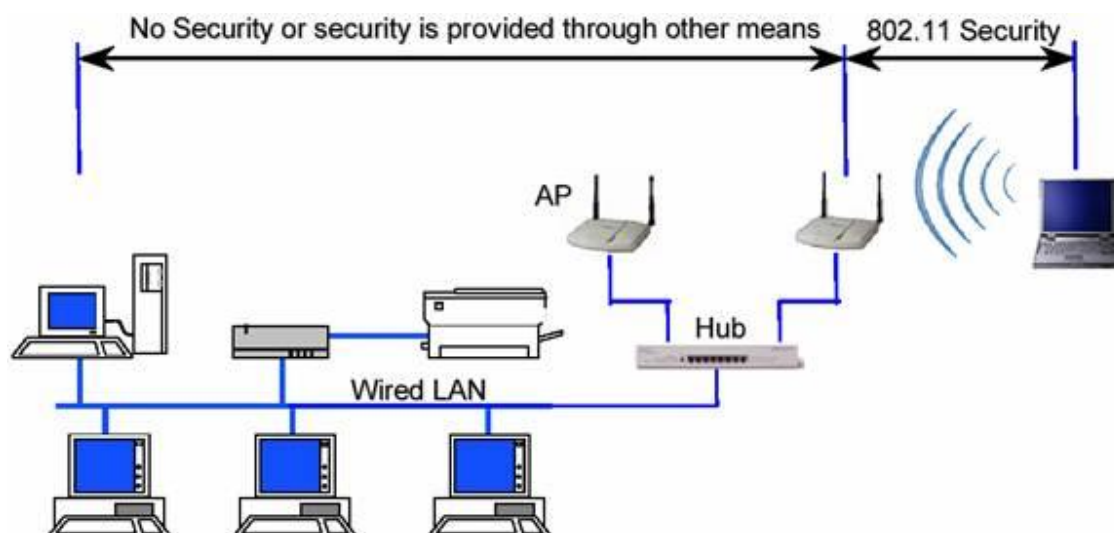 No Security or security is provided through other means
802.11 Security
AP
Hub
Wired LAN